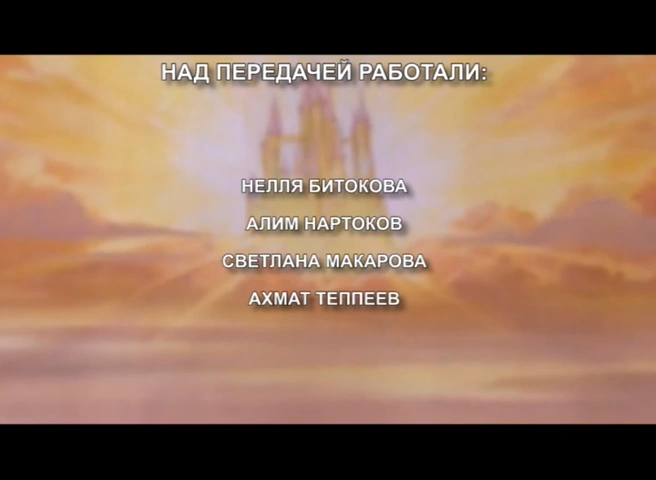 НАД ПЕРЕДАЧЕЙ РАБОТАЛИ:
НЕЛЛЯ БИТОКОВА
АЛИМ НАРТОКОВ
СВЕТЛАНА МАКАРОВА
АХМАТ ТЕППЕЕВ